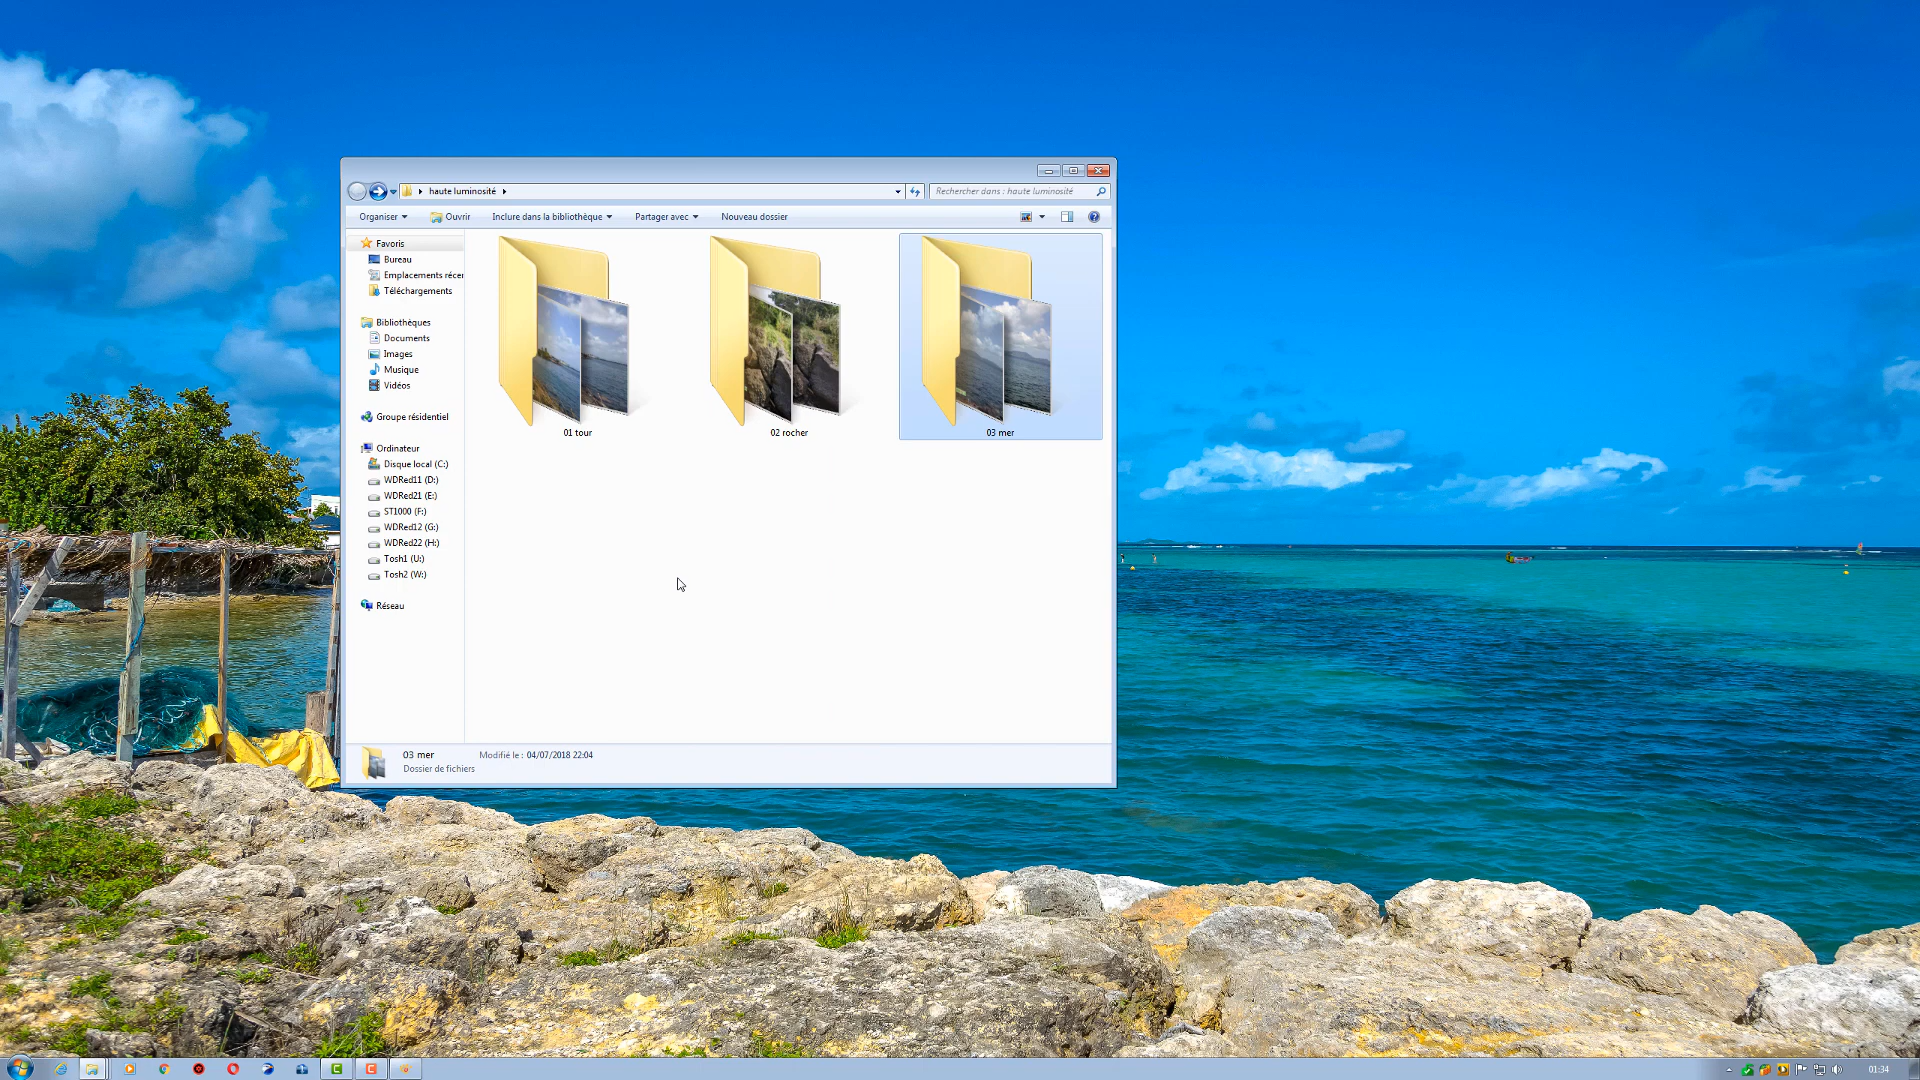 haute luminosité
Rechercher dans : haute luminosité
Organiser
Ouvrir
Inclure dans la bibliothèque
Partager avec
Nouveau dossier
Favoris
Bureau
Emplacements récer
Téléchargements
Bibliothèques
Documents
Images
Musique
Vidéos
Groupe résidentiel
Ordinateur
Disque local (C:)
WDRed11 (D:)
WDRed21 (E:)
ST1000 (F:)
WDRed12 (G:)
WDRed22 (H:)
Tosh1 (U:)
Tosh2 (W:)
Réseau
01 tour
02 rocher
03 mer
03 mer
Modifié le : 04/07/2018 22:04
Dossier de fichiers
01:34